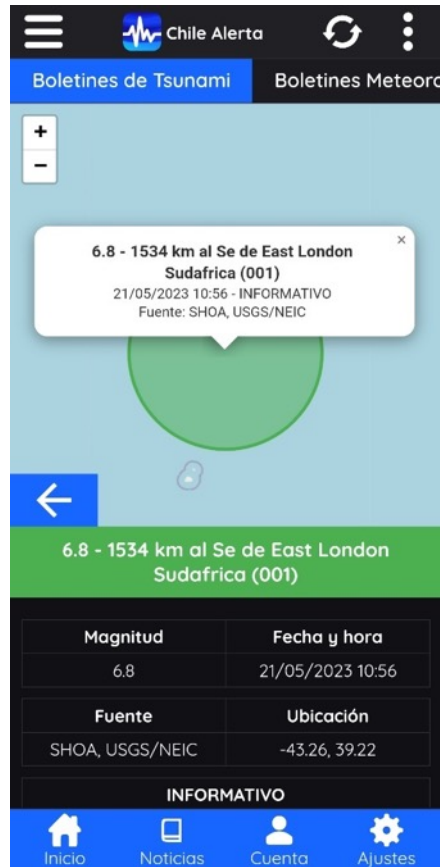 Chile Alerta
Boletines de Tsunami Boletines Meteoro
+
−
×
6.8 - 1534 km al Se de East London
Sudafrica (001)
21/05/2023 10:56 - INFORMATIVO
Fuente: SHOA, USGS/NEIC
6.8 - 1534 km al Se de East London
Sudafrica (001)
Magnitud Fecha y hora
6.8 21/05/2023 10:56
Fuente Ubicación
SHOA, USGS/NEIC -43.26, 39.22
INFORMATIVO
Inicio Noticias Cuenta Ajustes